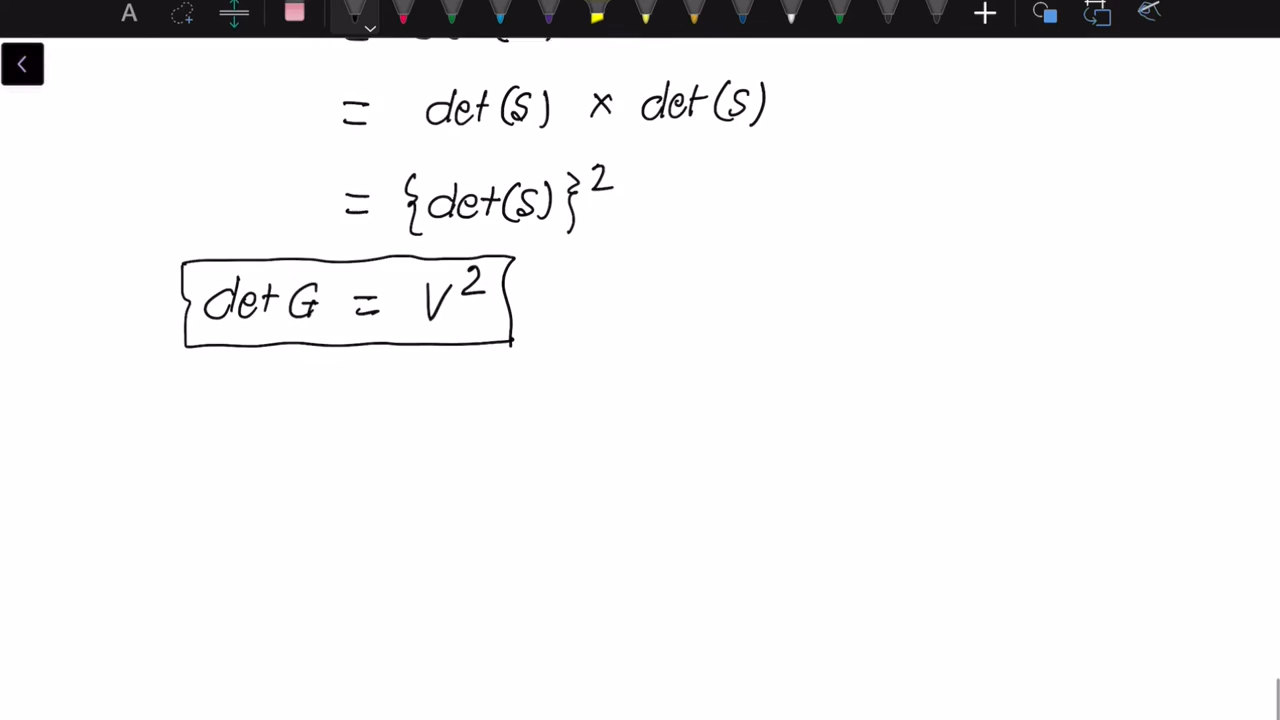 = det(S) × det(S)
= {det(S)}²
det G = V²